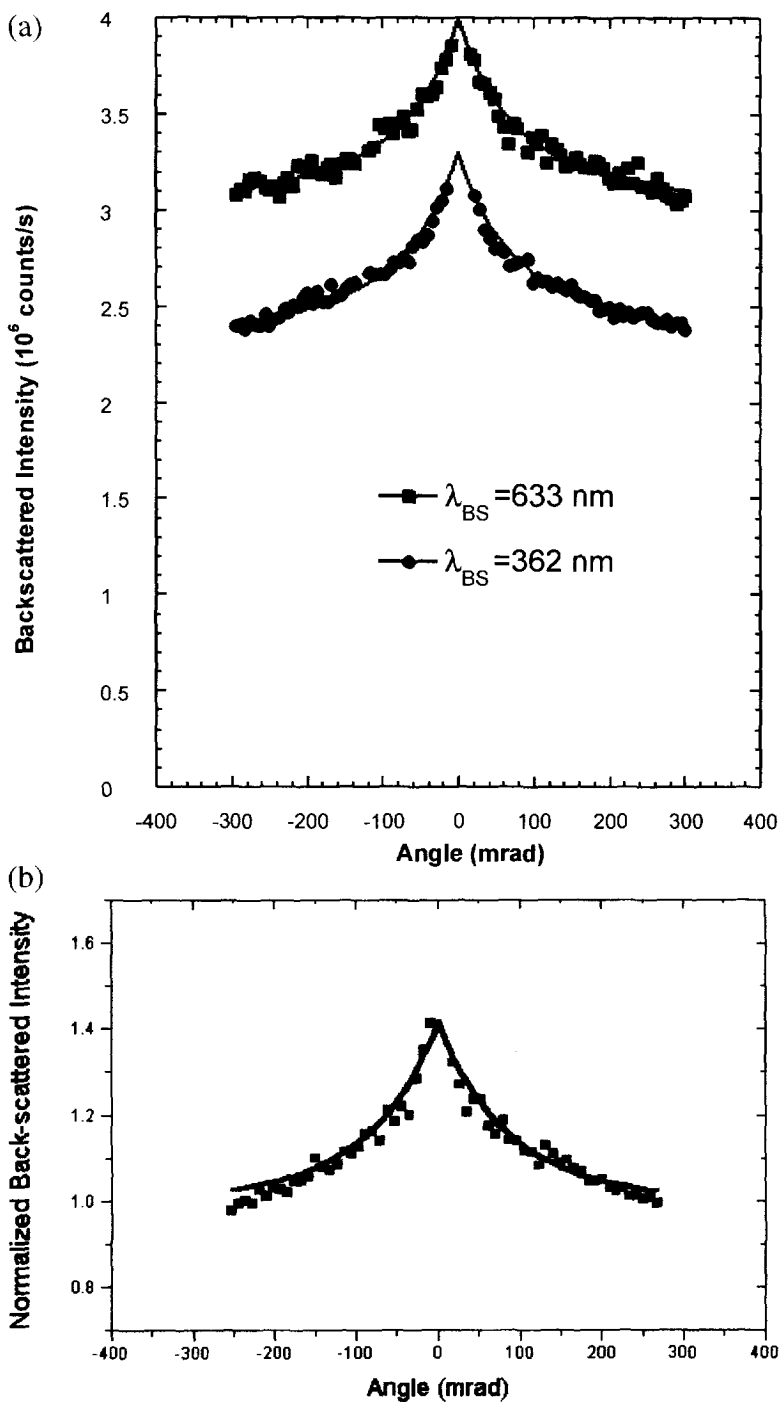 (a)
4
3.5
3
2.5
2
1.5
1
0.5
0
Backscattered Intensity (10⁶ counts/s)
λBS=633 nm
λBS=362 nm
-400 -300 -200 -100 0 100 200 300 400
Angle (mrad)
(b)
1.6
1.4
1.2
1.0
0.8
Normalized Back-scattered Intensity
-400 -300 -200 -100 0 100 200 300 400
Angle (mrad)